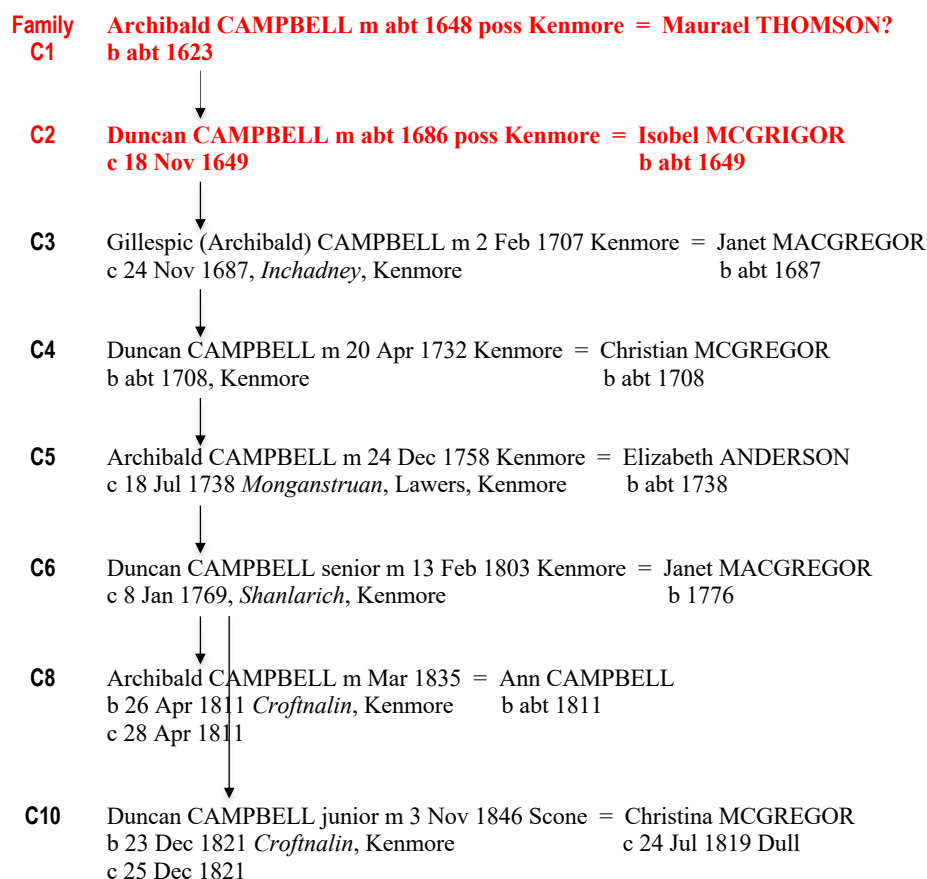 Family Archibald CAMPBELL m abt 1648 poss Kenmore = Maurael THOMSON?
C1 b abt 1623
C2 Duncan CAMPBELL m abt 1686 poss Kenmore = Isobel MCGRIGOR
c 18 Nov 1649 b abt 1649
C3 Gillespic (Archibald) CAMPBELL m 2 Feb 1707 Kenmore = Janet MACGREGOR
c 24 Nov 1687, Inchadney, Kenmore b abt 1687
C4 Duncan CAMPBELL m 20 Apr 1732 Kenmore = Christian MCGREGOR
b abt 1708, Kenmore b abt 1708
C5 Archibald CAMPBELL m 24 Dec 1758 Kenmore = Elizabeth ANDERSON
c 18 Jul 1738 Monganstruan, Lawers, Kenmore b abt 1738
C6 Duncan CAMPBELL senior m 13 Feb 1803 Kenmore = Janet MACGREGOR
c 8 Jan 1769, Shanlarich, Kenmore b 1776
C8 Archibald CAMPBELL m Mar 1835 = Ann CAMPBELL
b 26 Apr 1811 Croftnalin, Kenmore b abt 1811
c 28 Apr 1811
C10 Duncan CAMPBELL junior m 3 Nov 1846 Scone = Christina MCGREGOR
b 23 Dec 1821 Croftnalin, Kenmore c 24 Jul 1819 Dull
c 25 Dec 1821